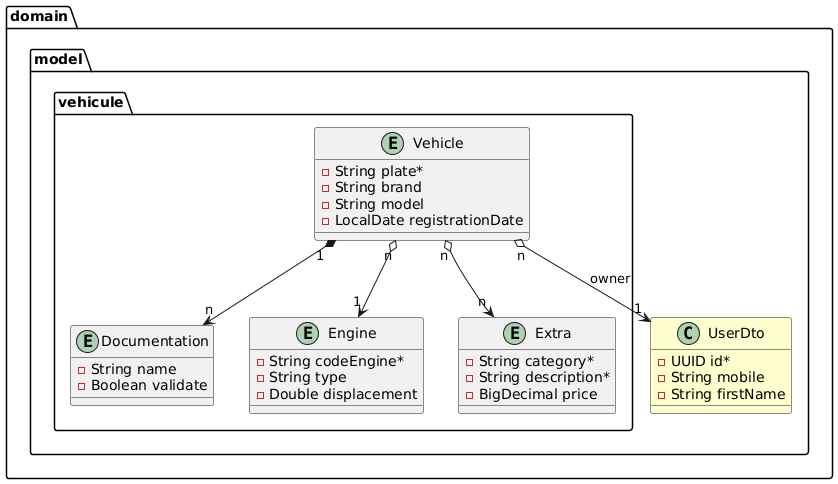 domain
model
vehicule
E Vehicle
String plate*
String brand
String model
LocalDate registrationDate
1
n
n
n
owner
n
1
n
1
E Documentation
String name
Boolean validate
E Engine
String codeEngine*
String type
Double displacement
E Extra
String category*
String description*
BigDecimal price
C UserDto
UUID id*
String mobile
String firstName